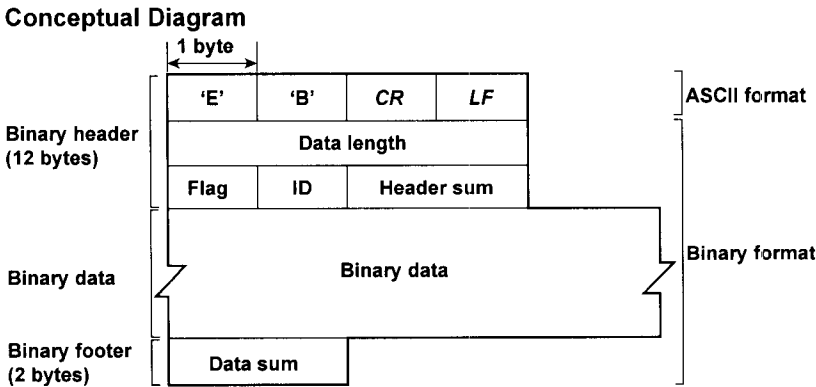 Conceptual Diagram
1 byte
‘E’ ‘B’ CR LF
ASCII format
Binary header
(12 bytes)
Data length
Flag ID Header sum
Binary data
Binary data
Binary format
Binary footer
(2 bytes)
Data sum